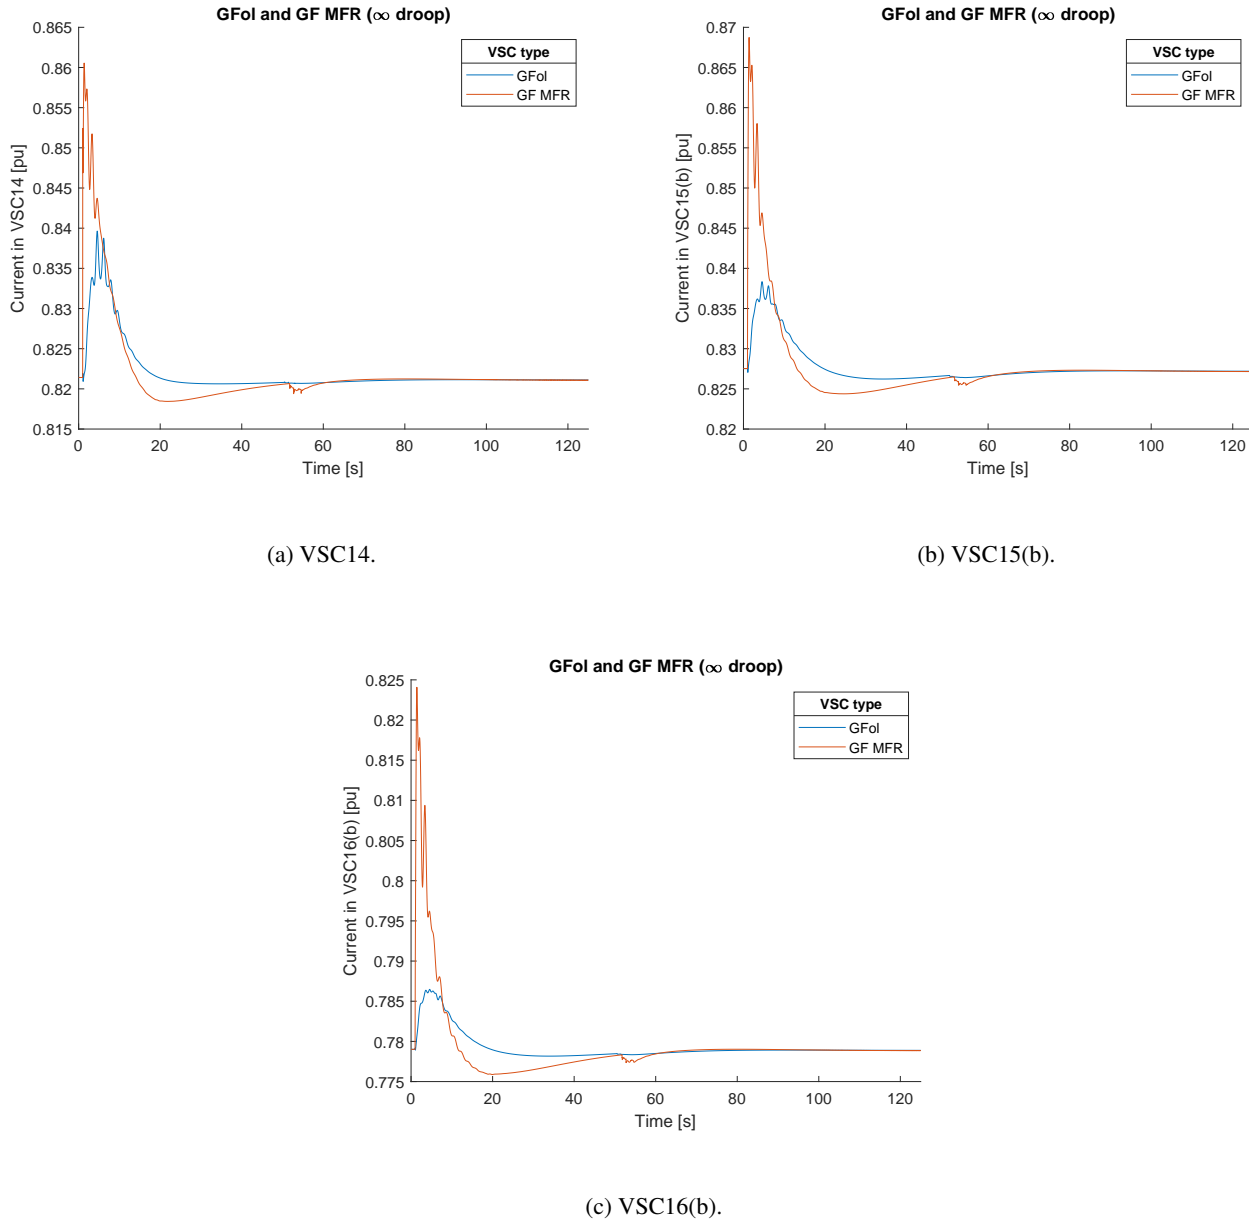 GFol and GF MFR (∞ droop)
0.865
0.86
0.855
0.85
0.845
0.84
0.835
0.83
0.825
0.82
0.815
Current in VSC14 [pu]
VSC type
GFol
GF MFR
0 20 40 60 80 100 120
Time [s]
(a) VSC14.
GFol and GF MFR (∞ droop)
0.87
0.865
0.86
0.855
0.85
0.845
0.84
0.835
0.83
0.825
0.82
Current in VSC15(b) [pu]
VSC type
GFol
GF MFR
0 20 40 60 80 100 120
Time [s]
(b) VSC15(b).
GFol and GF MFR (∞ droop)
0.825
0.82
0.815
0.81
0.805
0.8
0.795
0.79
0.785
0.78
0.775
Current in VSC16(b) [pu]
VSC type
GFol
GF MFR
0 20 40 60 80 100 120
Time [s]
(c) VSC16(b).